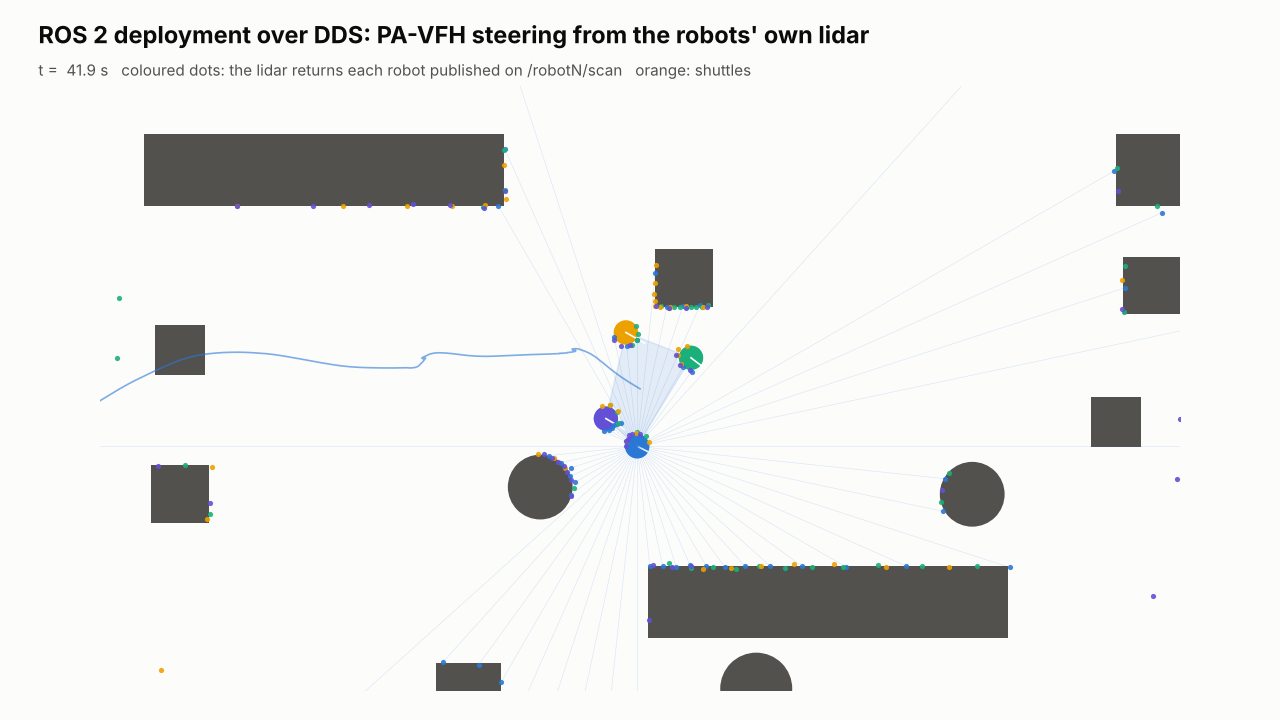 ROS 2 deployment over DDS: PA-VFH steering from the robots' own lidar
t =  41.9 s   coloured dots: the lidar returns each robot published on /robotN/scan   orange: shuttles